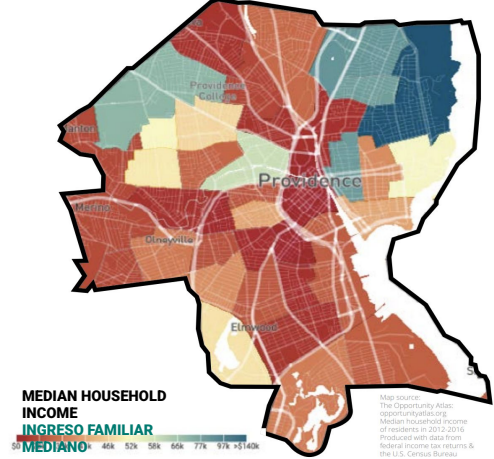 Providence
College
Providence
Olneyville
Elmwood
MEDIAN HOUSEHOLD
INCOME
INGRESO FAMILIAR
MEDIANO
$0 46k 52k 56k 66k 77k 97k >$140k
Map source:
The Opportunity Atlas:
opportunityatlas.org
Median household income
of residents in 2012-2016
Produced with data from
federal income tax returns &
the U.S. Census Bureau